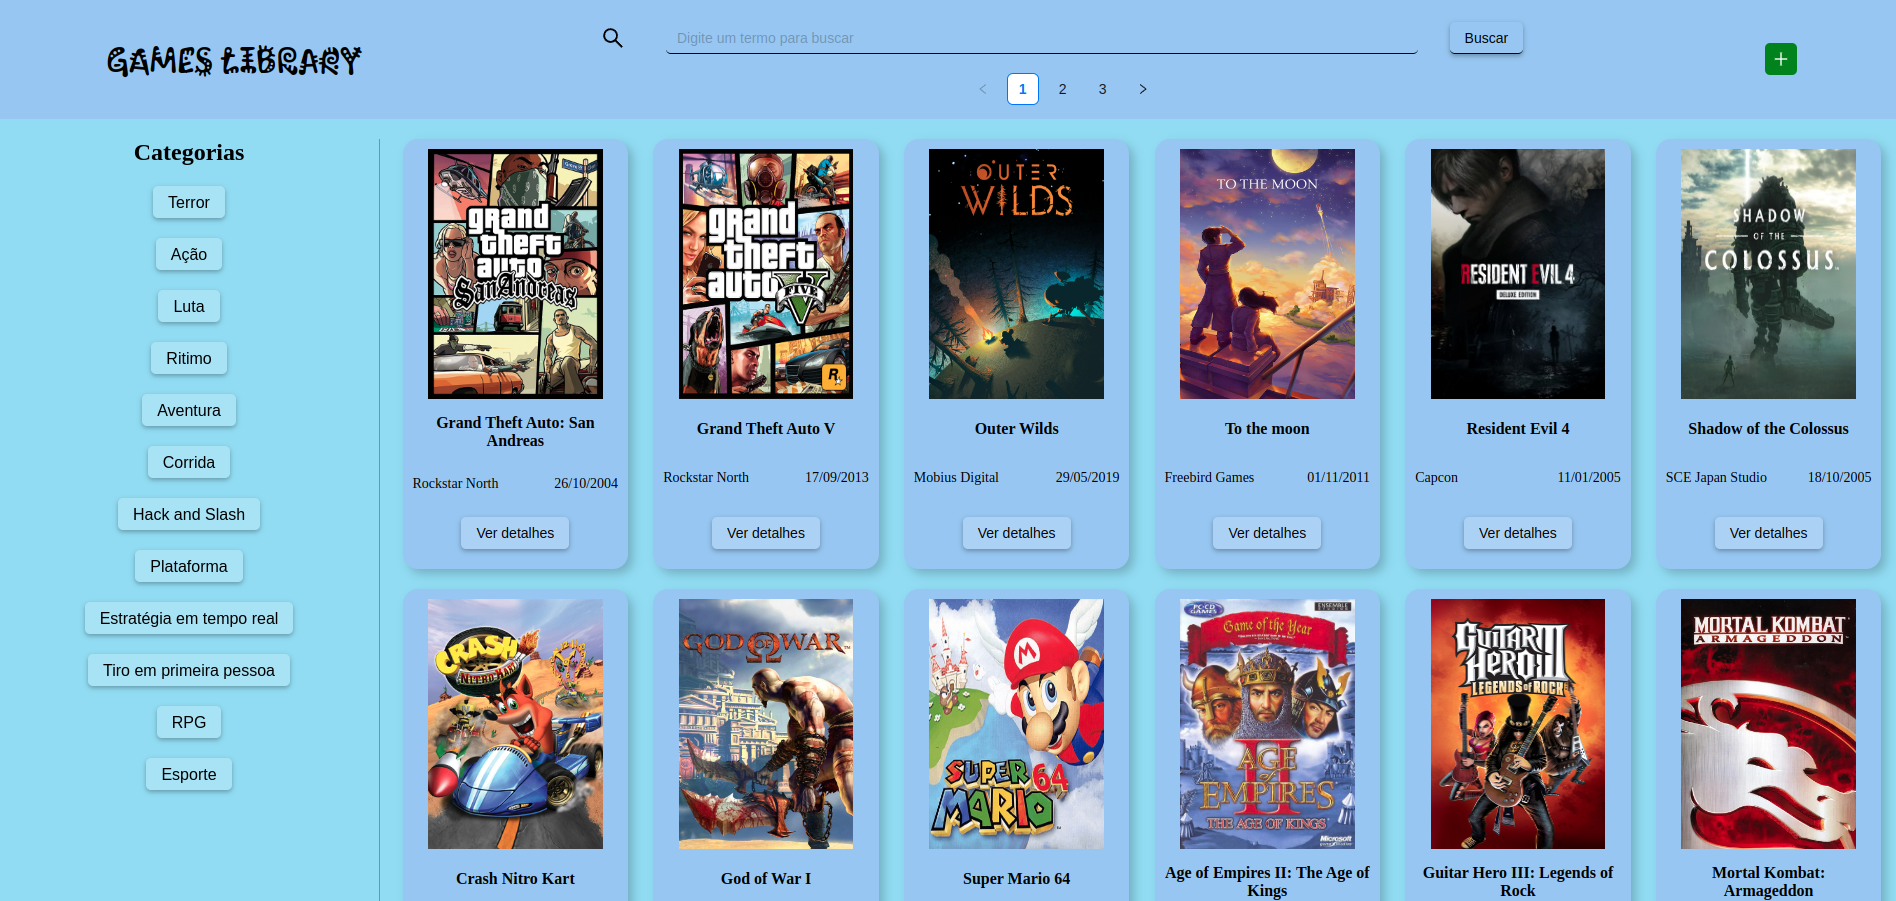 GAMES LIBRARY
Digite um termo para buscar
Buscar
1 2 3
Categorias
Terror
Ação
Luta
Ritimo
Aventura
Corrida
Hack and Slash
Plataforma
Estratégia em tempo real
Tiro em primeira pessoa
RPG
Esporte
grand
theft
auto
San Andreas
Grand Theft Auto: San
Andreas
Rockstar North 26/10/2004
Ver detalhes
grand
theft
auto
V
FIVE
R
Grand Theft Auto V
Rockstar North 17/09/2013
Ver detalhes
OUTER
WILDS
Outer Wilds
Mobius Digital 29/05/2019
Ver detalhes
TO THE MOON
To the moon
Freebird Games 01/11/2011
Ver detalhes
RESIDENT EVIL 4
DELUXE EDITION
Resident Evil 4
Capcon 11/01/2005
Ver detalhes
SHADOW
OF THE
COLOSSUS
Shadow of the Colossus
SCE Japan Studio 18/10/2005
Ver detalhes
CRASH
NITRO KART
Crash Nitro Kart
GOD OF WAR
God of War I
SUPER
MARIO 64
M
Super Mario 64
PC-CD
GAMES
ENSEMBLE
Game of the Year
II
AGE
of
EMPIRES
THE AGE OF KINGS
Microsoft
Age of Empires II: The Age of
Kings
GUITAR
HERO III
LEGENDS of ROCK
Guitar Hero III: Legends of
Rock
MORTAL KOMBAT
ARMAGEDDON
Mortal Kombat:
Armageddon